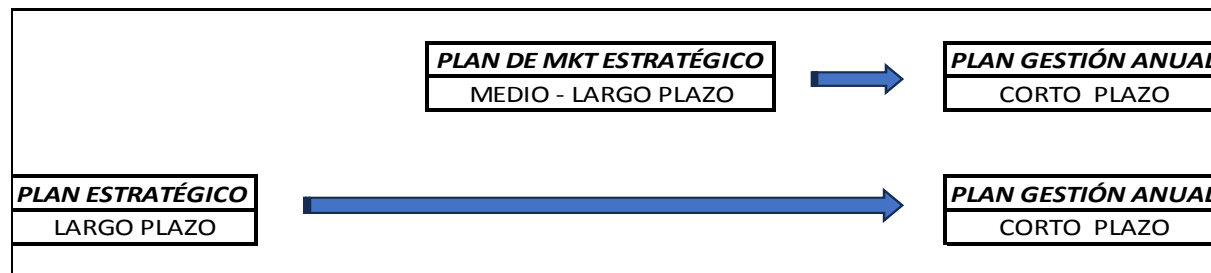 PLAN DE MKT ESTRATÉGICO
MEDIO - LARGO PLAZO
PLAN GESTIÓN ANUAL
CORTO PLAZO
PLAN ESTRATÉGICO
LARGO PLAZO
PLAN GESTIÓN ANUAL
CORTO PLAZO